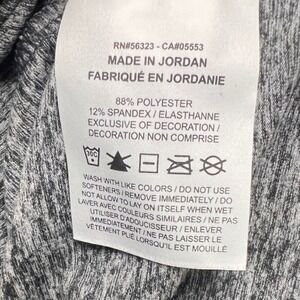 RN#56323 - CA#05553
MADE IN JORDAN
FABRIQUÉ EN JORDANIE
88% POLYESTER
12% SPANDEX / ELASTHANNE
EXCLUSIVE OF DECORATION /
DECORATION NON COMPRISE
30C
WASH WITH LIKE COLORS / DO NOT USE
SOFTENERS / REMOVE IMMEDIATELY / DO
NOT ALLOW TO LAY ON ITSELF WHEN WET
LAVER AVEC COULEURS SIMILAIRES / NE PAS
UTILISER D'ADOUCISSEUR / ENLEVER
IMMÉDIATEMENT / NE PAS LAISSER LE
VÊTEMENT PLIÉ LORSQU'IL EST MOUILLÉ